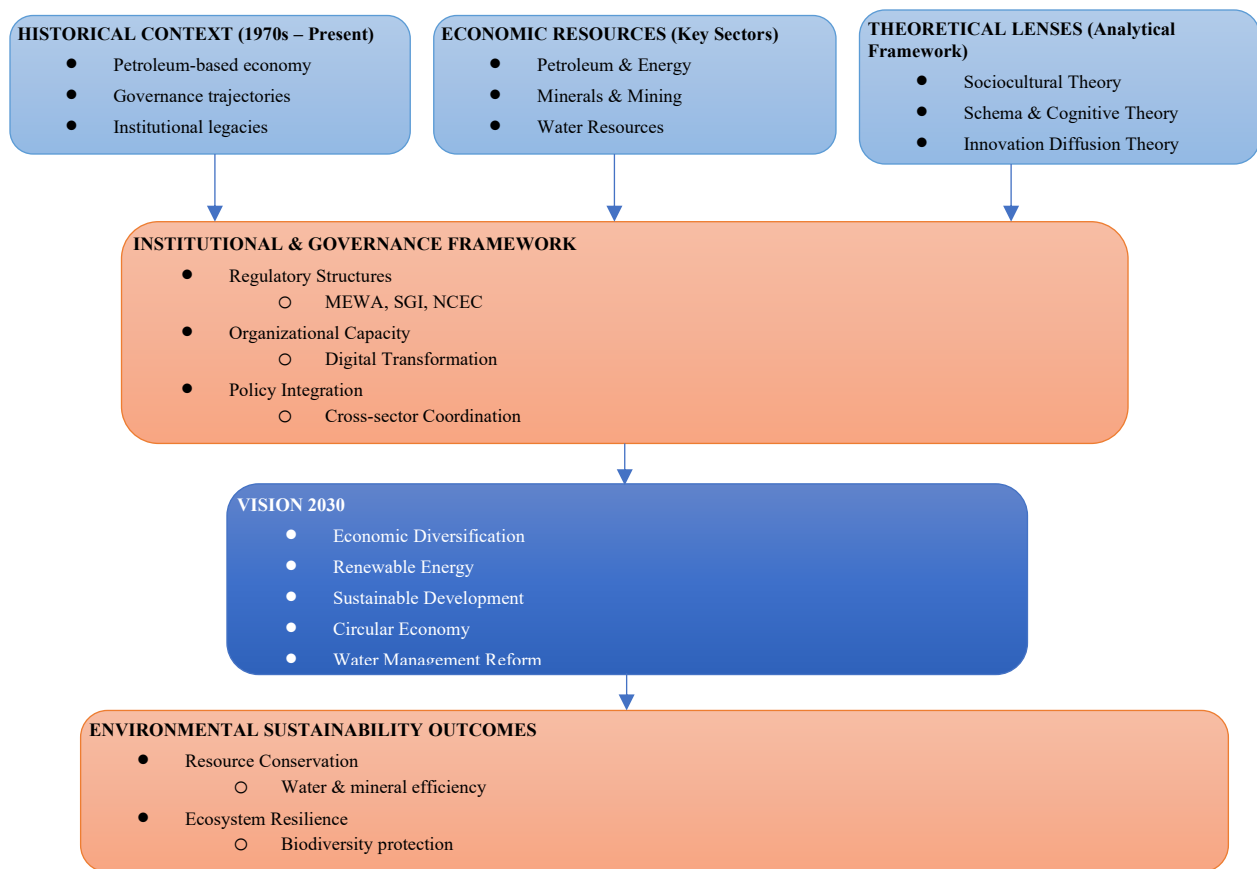 HISTORICAL CONTEXT (1970s – Present)
● Petroleum-based economy
● Governance trajectories
● Institutional legacies
ECONOMIC RESOURCES (Key Sectors)
● Petroleum & Energy
● Minerals & Mining
● Water Resources
THEORETICAL LENSES (Analytical
Framework)
● Sociocultural Theory
● Schema & Cognitive Theory
● Innovation Diffusion Theory
INSTITUTIONAL & GOVERNANCE FRAMEWORK
● Regulatory Structures
○ MEWA, SGI, NCEC
● Organizational Capacity
○ Digital Transformation
● Policy Integration
○ Cross-sector Coordination
VISION 2030
● Economic Diversification
● Renewable Energy
● Sustainable Development
● Circular Economy
● Water Management Reform
ENVIRONMENTAL SUSTAINABILITY OUTCOMES
● Resource Conservation
○ Water & mineral efficiency
● Ecosystem Resilience
○ Biodiversity protection